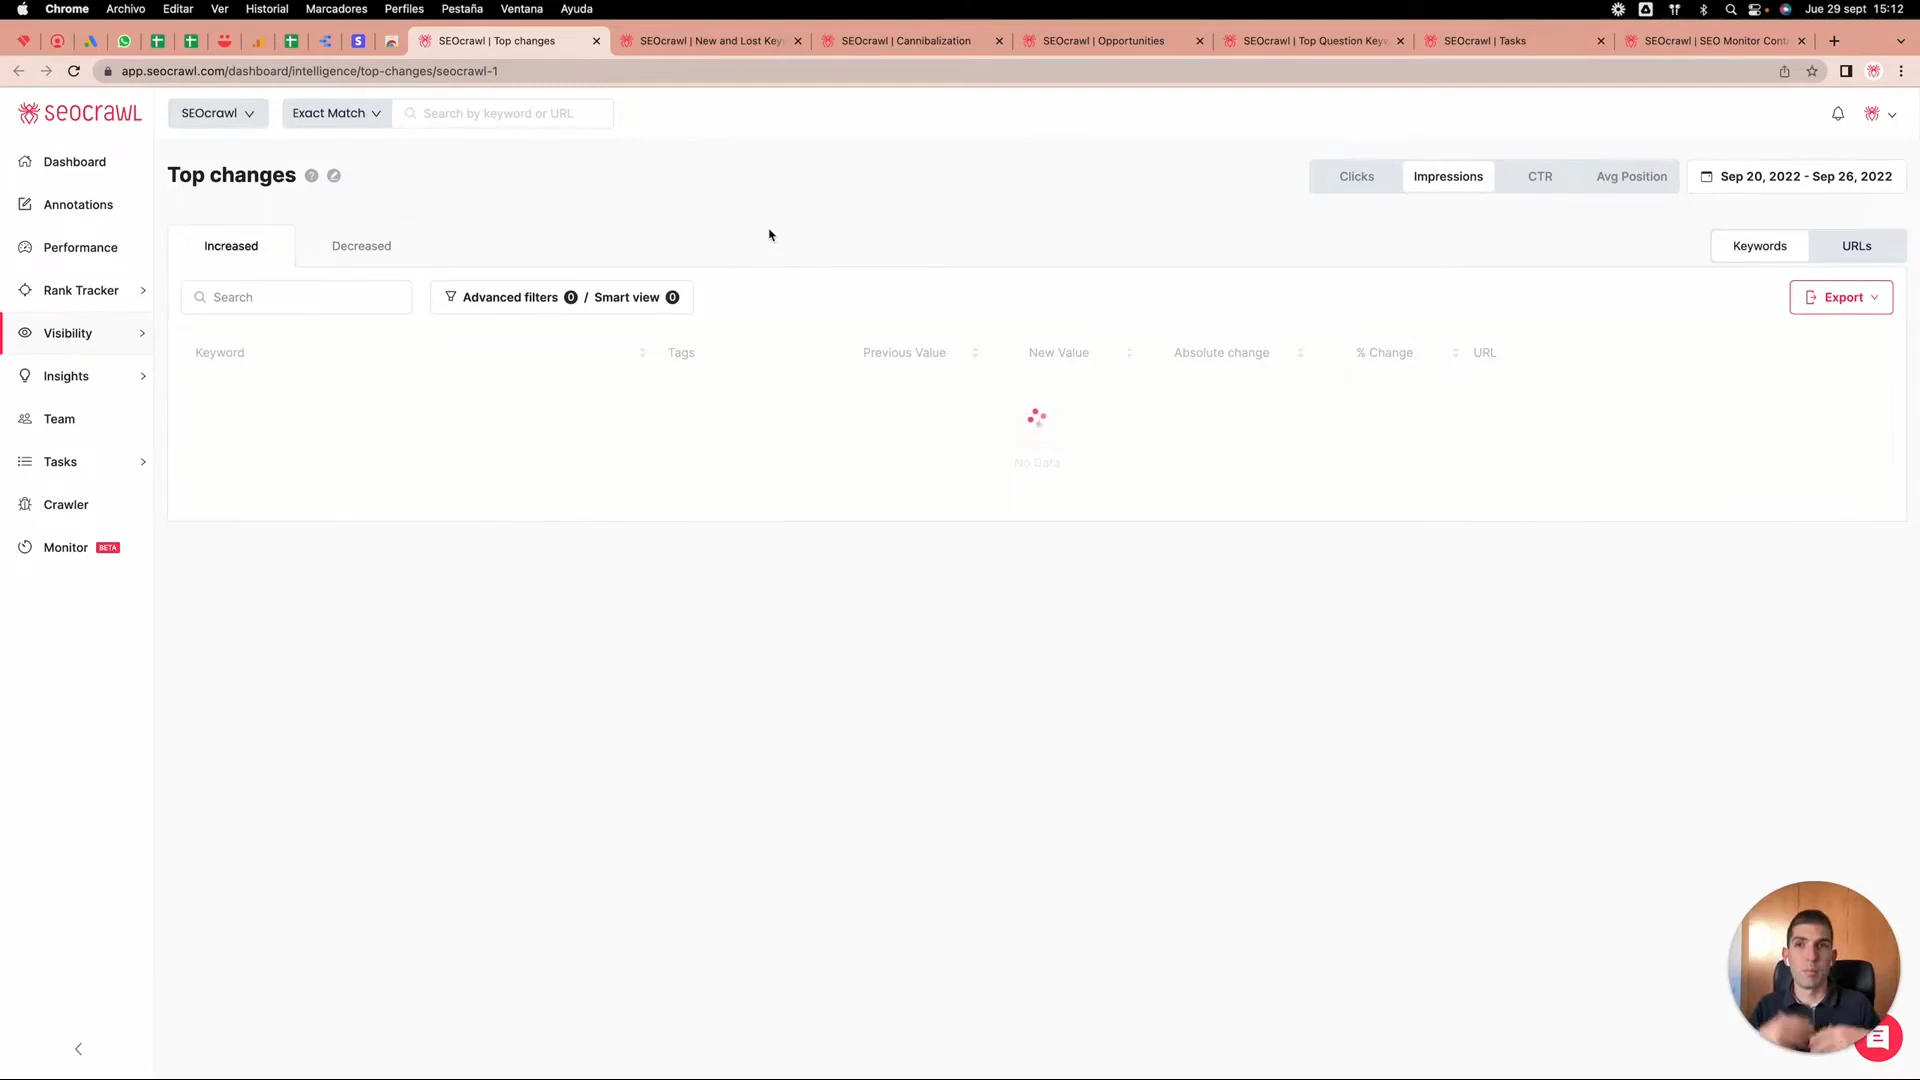 Chrome Archivo Editar Ver Historial Marcadores Perfiles Pestaña Ventana Ayuda Jue 29 sept 15:12
SEOcrawl | Top changes SEOcrawl | New and Lost Key SEOcrawl | Cannibalization SEOcrawl | Opportunities SEOcrawl | Top Question Keyw SEOcrawl | Tasks SEOcrawl | SEO Monitor Cont
app.seocrawl.com/dashboard/intelligence/top-changes/seocrawl-1
seocrawl SEOcrawl Exact Match Search by keyword or URL
Dashboard
Annotations
Performance
Rank Tracker
Visibility
Insights
Team
Tasks
Crawler
Monitor BETA
Top changes Clicks Impressions CTR Avg Position Sep 20, 2022 - Sep 26, 2022
Increased Decreased Keywords URLs
Search Advanced filters 0 / Smart view 0 Export
Keyword Tags Previous Value New Value Absolute change % Change URL
No Data